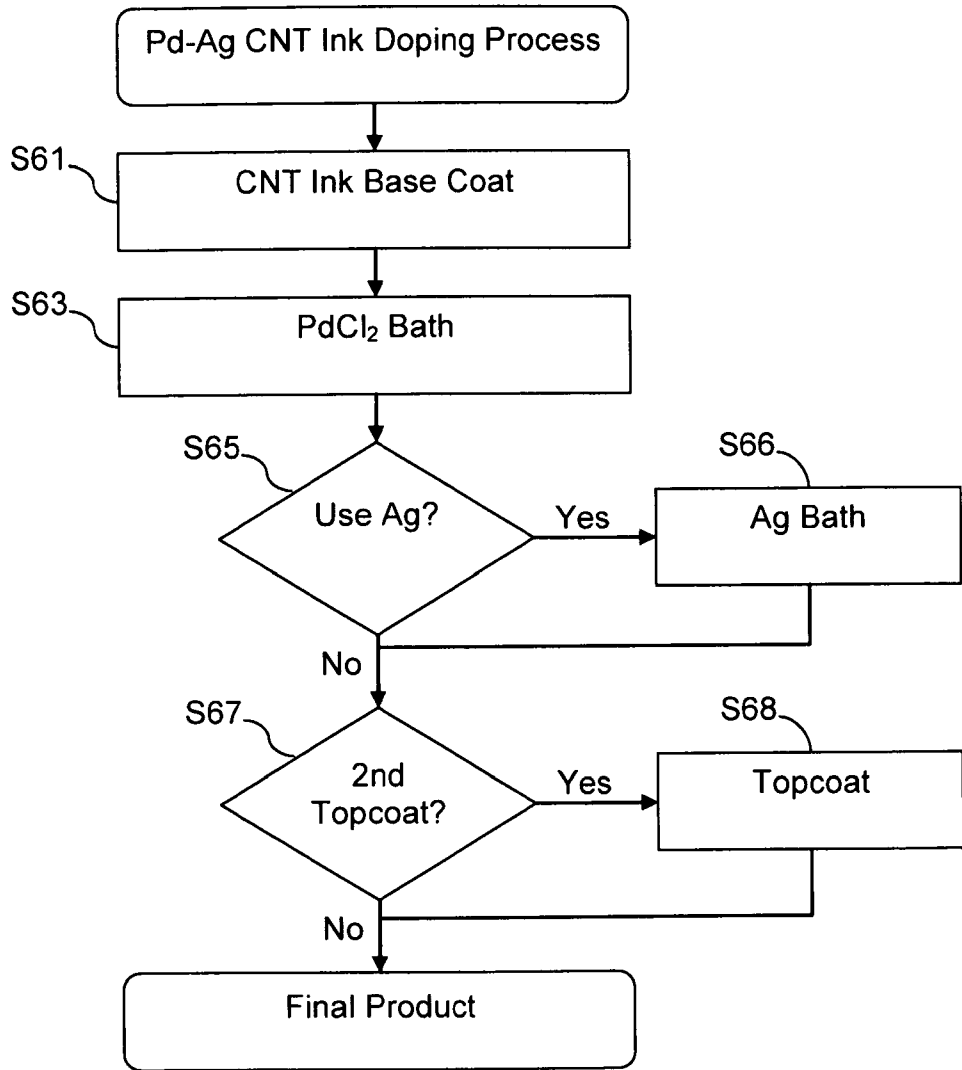 Pd-Ag CNT Ink Doping Process
S61
CNT Ink Base Coat
S63
PdCl₂ Bath
S65
Use Ag?
Yes
S66
Ag Bath
No
S67
2nd
Topcoat?
Yes
S68
Topcoat
No
Final Product